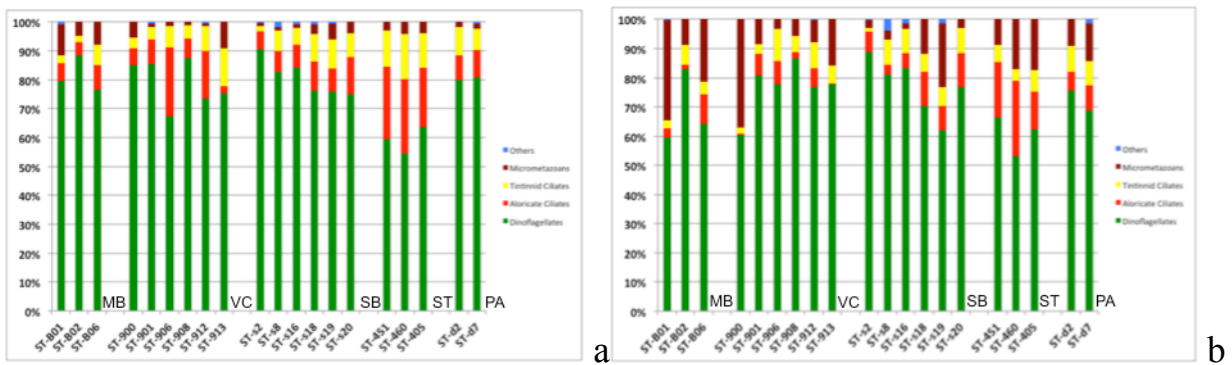 100%
90%
80%
70%
60%
50%
40%
30%
20%
10%
0%
Others
Micrometazoans
Tintinnid Ciliates
Aloricate Ciliates
Dinoflagellates
MB VC SB ST PA
ST-B01 ST-B02 ST-B06 ST-900 ST-901 ST-906 ST-908 ST-912 ST-913 ST-s2 ST-s8 ST-s16 ST-s18 ST-s19 ST-s20 ST-451 ST-460 ST-405 ST-d2 ST-d7
a
100%
90%
80%
70%
60%
50%
40%
30%
20%
10%
0%
Others
Micrometazoans
Tintinnid Ciliates
Aloricate Ciliates
Dinoflagellates
MB VC SB ST PA
ST-B01 ST-B02 ST-B06 ST-900 ST-901 ST-906 ST-908 ST-912 ST-913 ST-s2 ST-s8 ST-s16 ST-s18 ST-s19 ST-s20 ST-451 ST-460 ST-405 ST-d2 ST-d7
b